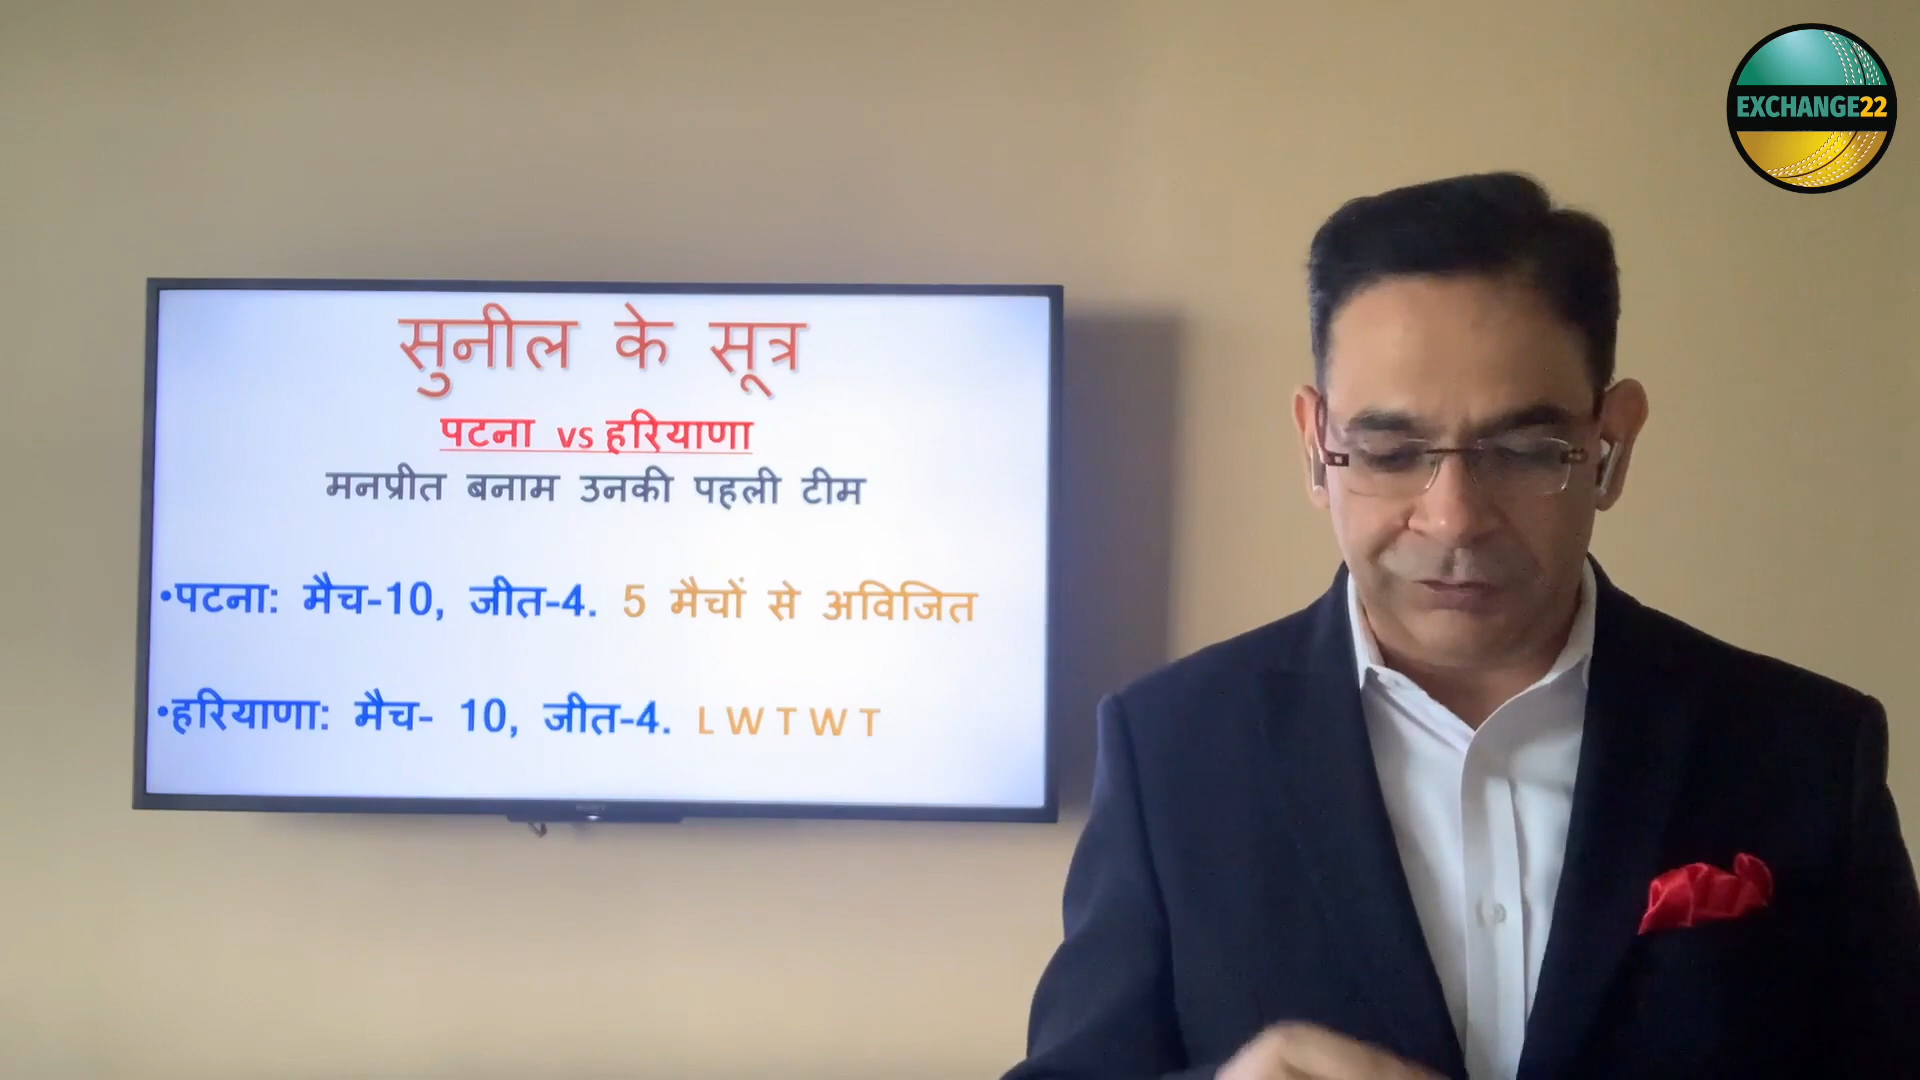 EXCHANGE22
सुनील के सूत्र
पटना vs हरियाणा
मनप्रीत बनाम उनकी पहली टीम
•पटना: मैच-10, जीत-4. 5 मैचों से अविजित
•हरियाणा: मैच- 10, जीत-4. L W T W T